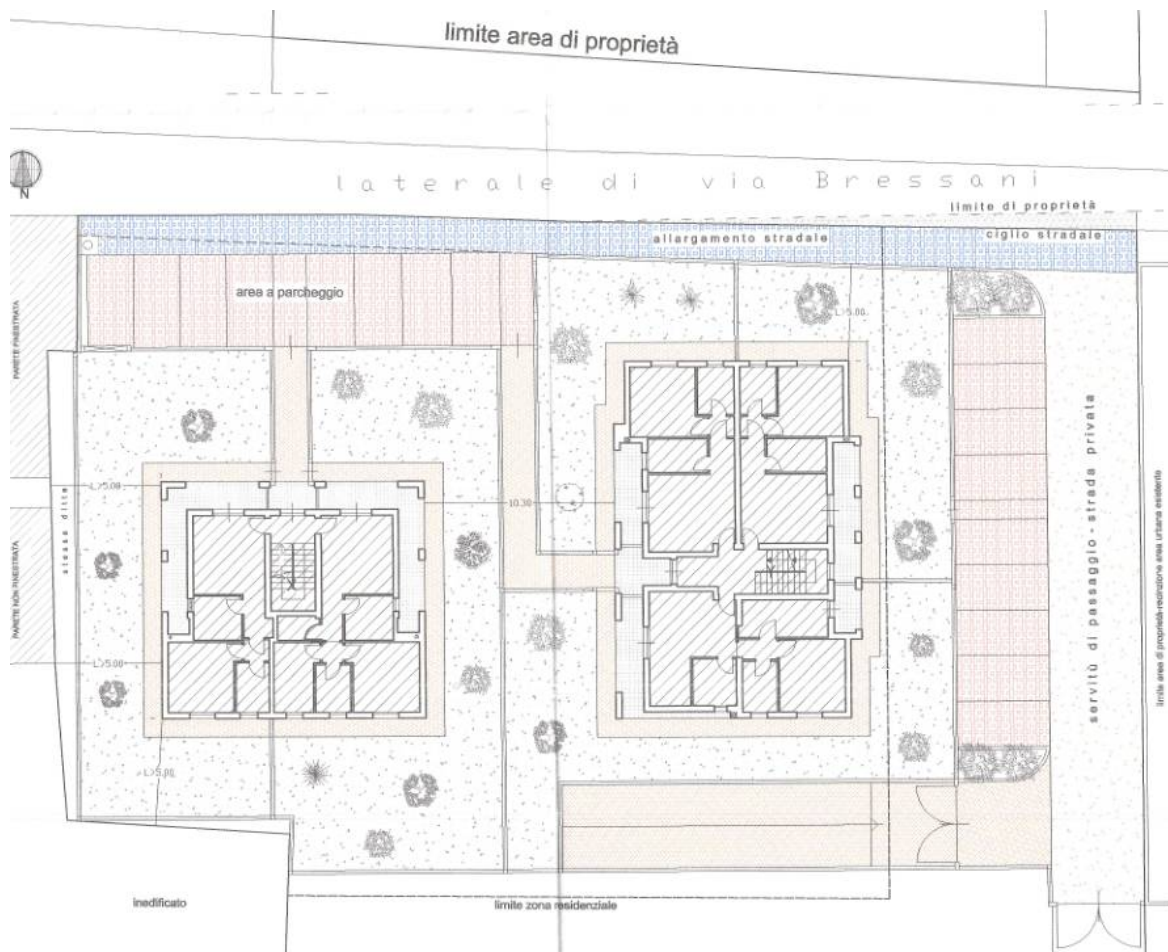 limite area di proprietà
laterale di via Bressani
limite di proprietà
N
allargamento stradale
ciglio stradale
area a parcheggio
L>5.00
PARETE FINESTRATA
L>5.00
10.30
servitù di passaggio - strada privata
limite area di proprietà-recinzione area urbana esistente
stessa ditta
PARETE NON FINESTRATA
L>5.00
L>5.00
inedificato
limite zona residenziale